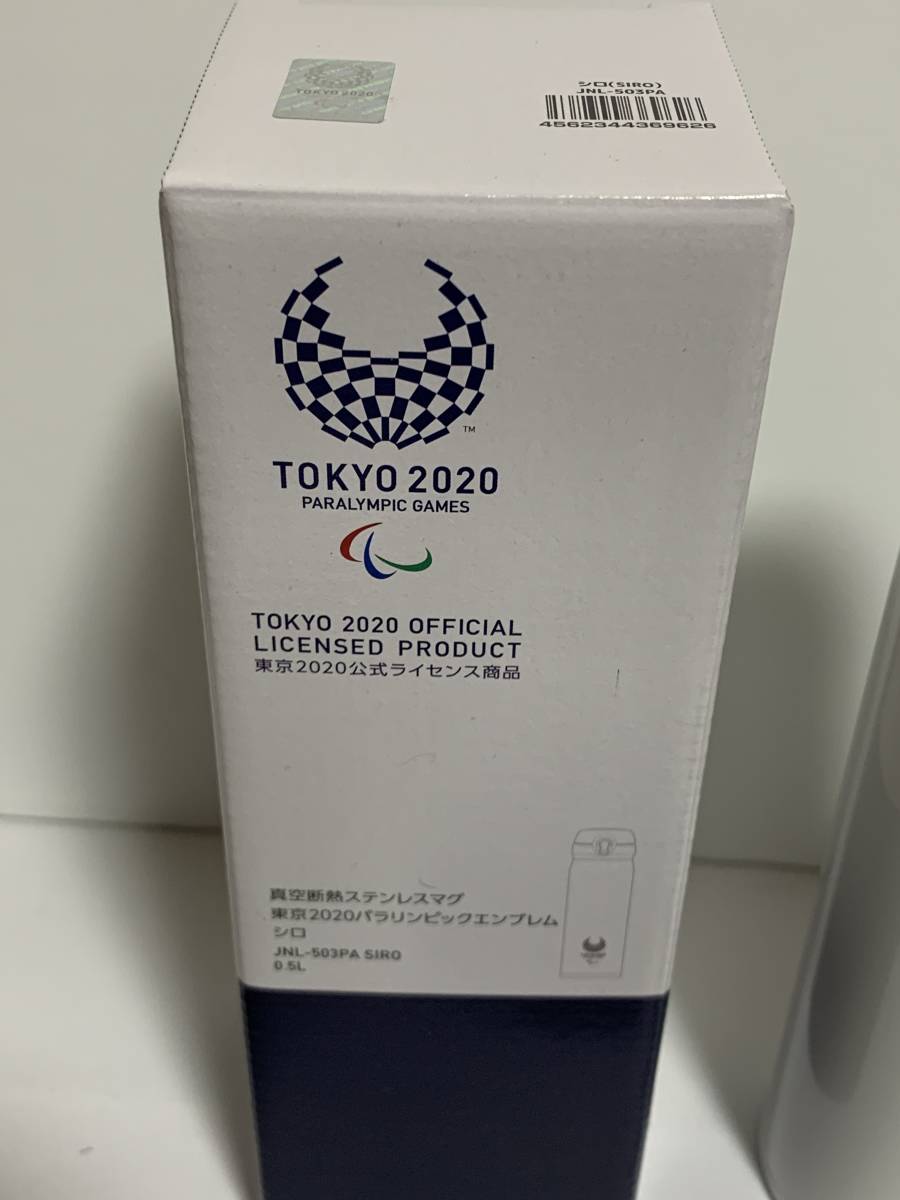 TOKYO 2020
シロ(SIRO)
JNL-503PA
4562344369626
TM
TOKYO 2020
PARALYMPIC GAMES
TOKYO 2020 OFFICIAL
LICENSED PRODUCT
東京2020公式ライセンス商品
真空断熱ステンレスマグ
東京2020パラリンピックエンブレム
シロ
JNL-503PA SIRO
0.5L